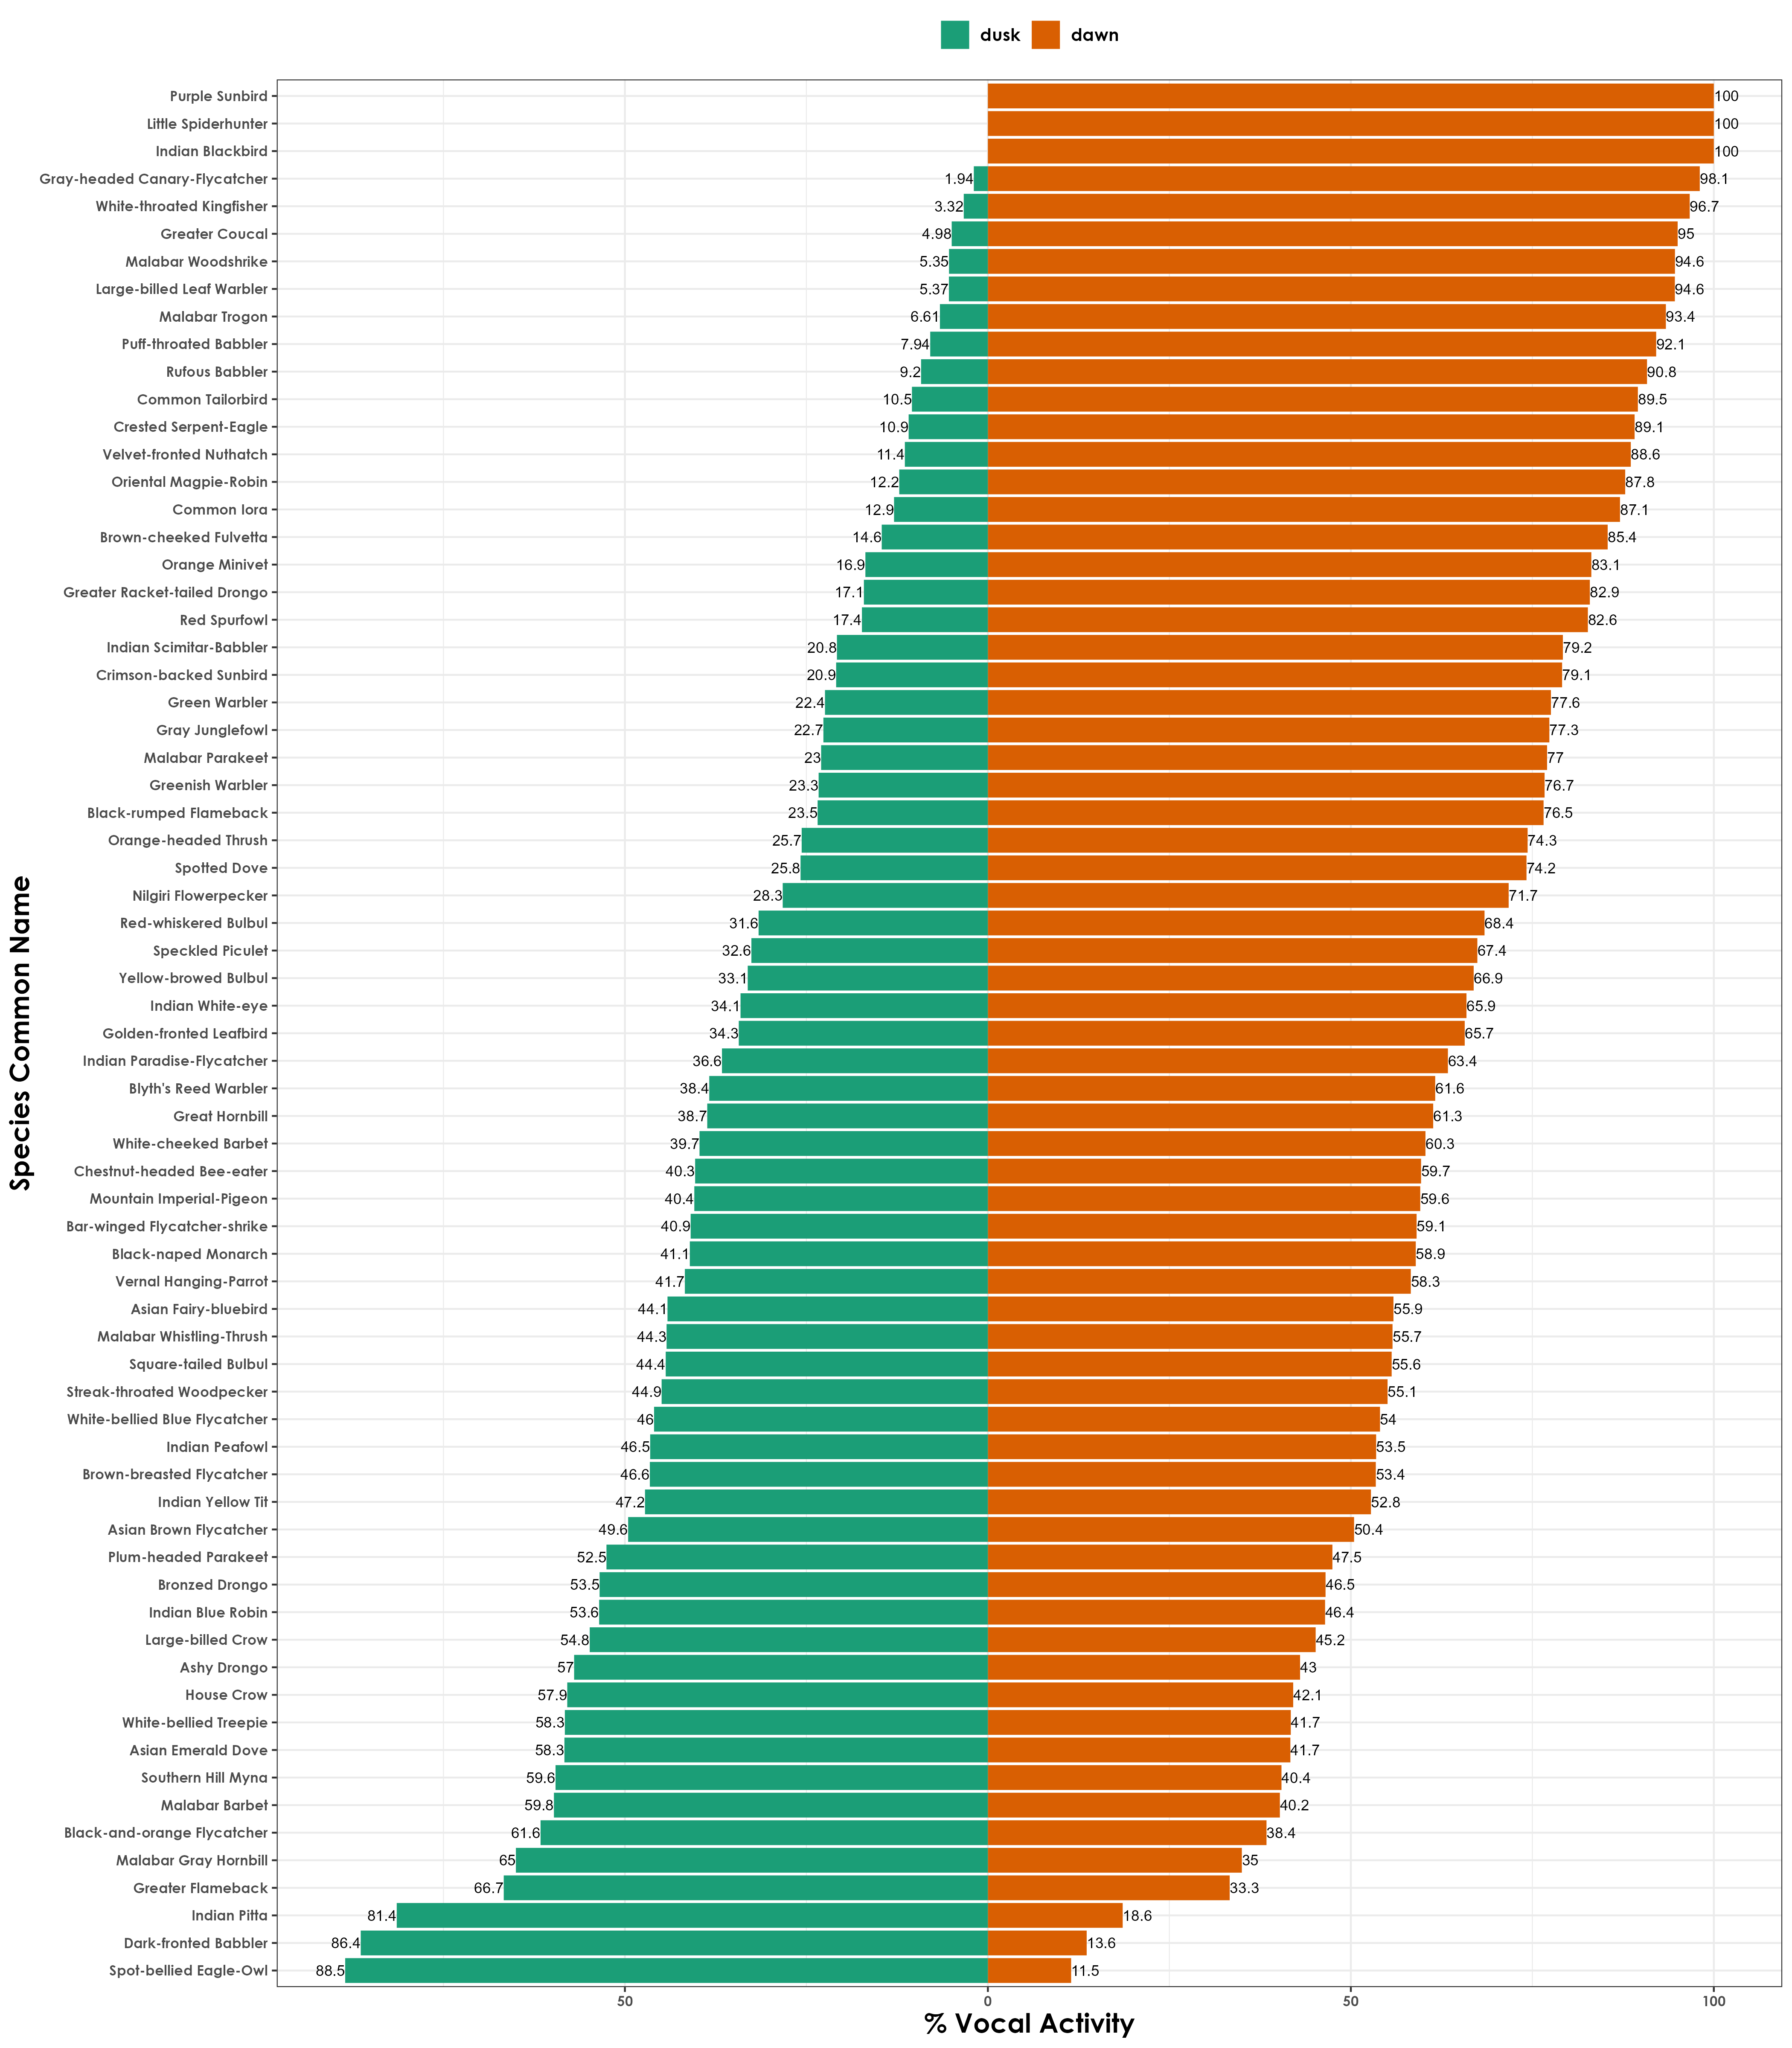 dusk dawn
Purple Sunbird 100
Little Spiderhunter 100
Indian Blackbird 100
Gray-headed Canary-Flycatcher 1.94 98.1
White-throated Kingfisher 3.32 96.7
Greater Coucal 4.98 95
Malabar Woodshrike 5.35 94.6
Large-billed Leaf Warbler 5.37 94.6
Malabar Trogon 6.61 93.4
Puff-throated Babbler 7.94 92.1
Rufous Babbler 9.2 90.8
Common Tailorbird 10.5 89.5
Crested Serpent-Eagle 10.9 89.1
Velvet-fronted Nuthatch 11.4 88.6
Oriental Magpie-Robin 12.2 87.8
Common Iora 12.9 87.1
Brown-cheeked Fulvetta 14.6 85.4
Orange Minivet 16.9 83.1
Greater Racket-tailed Drongo 17.1 82.9
Red Spurfowl 17.4 82.6
Indian Scimitar-Babbler 20.8 79.2
Crimson-backed Sunbird 20.9 79.1
Green Warbler 22.4 77.6
Gray Junglefowl 22.7 77.3
Malabar Parakeet 23 77
Greenish Warbler 23.3 76.7
Black-rumped Flameback 23.5 76.5
Orange-headed Thrush 25.7 74.3
Spotted Dove 25.8 74.2
Nilgiri Flowerpecker 28.3 71.7
Red-whiskered Bulbul 31.6 68.4
Speckled Piculet 32.6 67.4
Yellow-browed Bulbul 33.1 66.9
Indian White-eye 34.1 65.9
Golden-fronted Leafbird 34.3 65.7
Indian Paradise-Flycatcher 36.6 63.4
Blyth's Reed Warbler 38.4 61.6
Great Hornbill 38.7 61.3
White-cheeked Barbet 39.7 60.3
Chestnut-headed Bee-eater 40.3 59.7
Mountain Imperial-Pigeon 40.4 59.6
Bar-winged Flycatcher-shrike 40.9 59.1
Black-naped Monarch 41.1 58.9
Vernal Hanging-Parrot 41.7 58.3
Asian Fairy-bluebird 44.1 55.9
Malabar Whistling-Thrush 44.3 55.7
Square-tailed Bulbul 44.4 55.6
Streak-throated Woodpecker 44.9 55.1
White-bellied Blue Flycatcher 46 54
Indian Peafowl 46.5 53.5
Brown-breasted Flycatcher 46.6 53.4
Indian Yellow Tit 47.2 52.8
Asian Brown Flycatcher 49.6 50.4
Plum-headed Parakeet 52.5 47.5
Bronzed Drongo 53.5 46.5
Indian Blue Robin 53.6 46.4
Large-billed Crow 54.8 45.2
Ashy Drongo 57 43
House Crow 57.9 42.1
White-bellied Treepie 58.3 41.7
Asian Emerald Dove 58.3 41.7
Southern Hill Myna 59.6 40.4
Malabar Barbet 59.8 40.2
Black-and-orange Flycatcher 61.6 38.4
Malabar Gray Hornbill 65 35
Greater Flameback 66.7 33.3
Indian Pitta 81.4 18.6
Dark-fronted Babbler 86.4 13.6
Spot-bellied Eagle-Owl 88.5 11.5
50 0 50 100
% Vocal Activity
Species Common Name